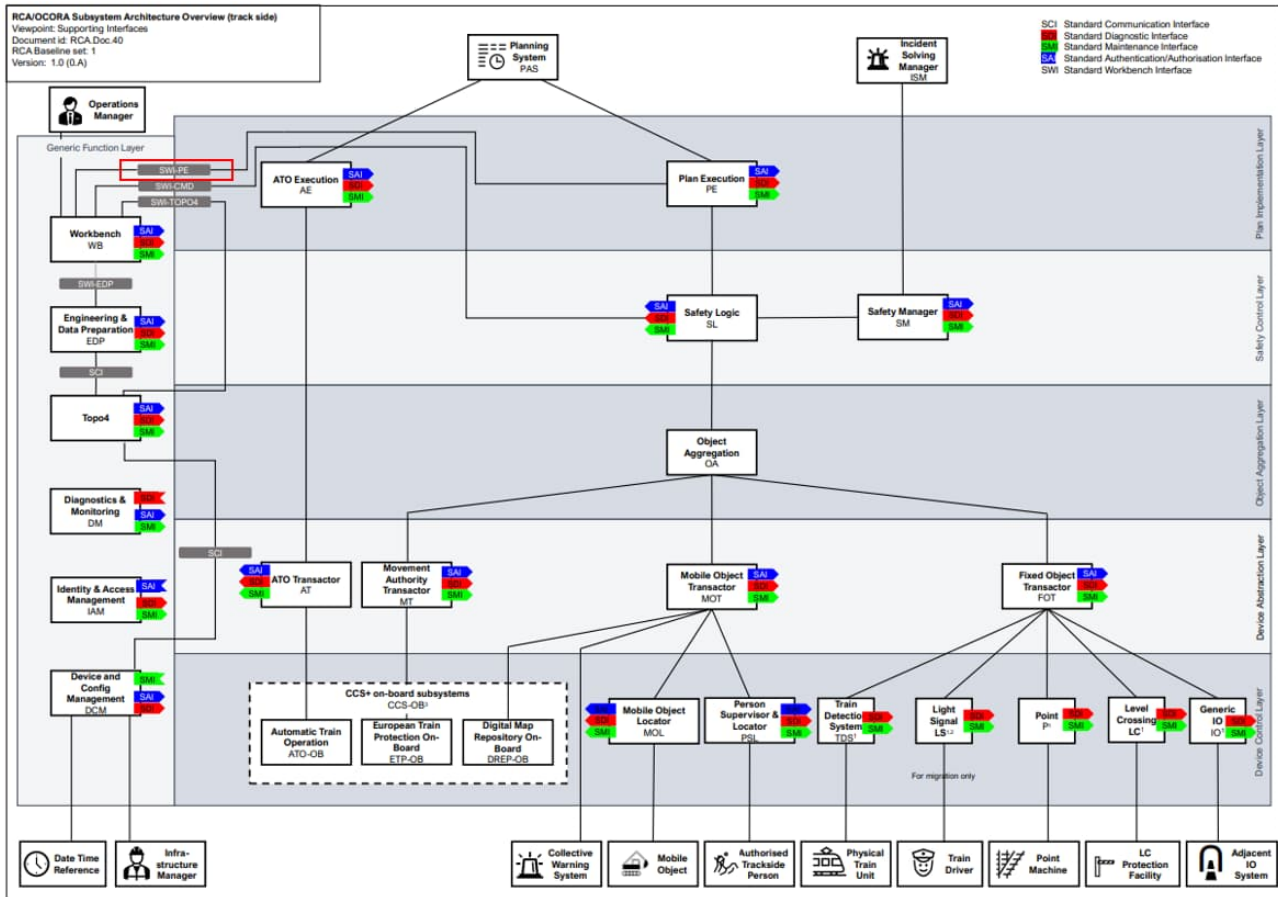 RCA/OCORA Subsystem Architecture Overview (track side)
Viewpoint: Supporting Interfaces
Document id: RCA.Doc.40
RCA Baseline set: 1
Version: 1.0 (0.A)
SCI Standard Communication Interface
SDI Standard Diagnostic Interface
SMI Standard Maintenance Interface
SAI Standard Authentication/Authorisation Interface
SWI Standard Workbench Interface
Planning
System
PAS
Incident
Solving
Manager
ISM
Operations
Manager
Generic Function Layer
Plan Implementation Layer
SWI-PE
SWI-CMD
SWI-TOPO4
ATO Execution
AE
SAI
SDI
SMI
Plan Execution
PE
SAI
SDI
SMI
Workbench
WB
SAI
SDI
SMI
SWI-EDP
Safety Control Layer
Engineering &
Data Preparation
EDP
SAI
SDI
SMI
Safety Logic
SL
SAI
SDI
SMI
Safety Manager
SM
SAI
SDI
SMI
SCI
Topo4
SAI
SDI
SMI
Object Aggregation Layer
Object
Aggregation
OA
Diagnostics &
Monitoring
DM
SDI
SAI
SMI
SCI
Device Abstraction Layer
Identity & Access
Management
IAM
SAI
SDI
SMI
ATO Transactor
AT
SAI
SDI
SMI
Movement
Authority
Transactor
MT
SAI
SDI
SMI
Mobile Object
Transactor
MOT
SAI
SDI
SMI
Fixed Object
Transactor
FOT
SAI
SDI
SMI
Device and
Config
Management
DCM
SMI
SAI
SDI
Device Control Layer
CCS+ on-board subsystems
CCS-OB³
Automatic Train
Operation
ATO-OB
European Train
Protection On-
Board
ETP-OB
Digital Map
Repository On-
Board
DREP-OB
Mobile Object
Locator
MOL
SAI
SDI
SMI
Person
Supervisor &
Locator
PSL
SAI
SDI
SMI
Train
Detection
System
TDS¹
SDI
SMI
Light
Signal
LS¹·²
SDI
SMI
Point
P¹
SDI
SMI
Level
Crossing
LC¹
SDI
SMI
Generic
IO
IO¹
SDI
SMI
For migration only
Date Time
Reference
Infra-
structure
Manager
Collective
Warning
System
Mobile
Object
Authorised
Trackside
Person
Physical
Train
Unit
Train
Driver
Point
Machine
LC
Protection
Facility
Adjacent
IO
System